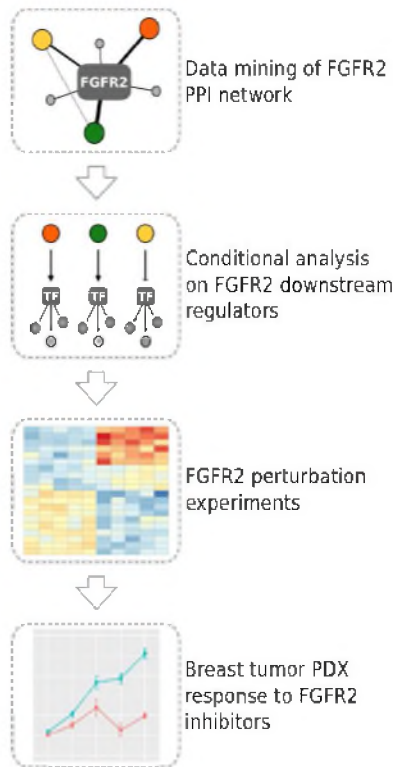 FGFR2
Data mining of FGFR2
PPI network
TF TF TF
Conditional analysis
on FGFR2 downstream
regulators
FGFR2 perturbation
experiments
Breast tumor PDX
response to FGFR2
inhibitors